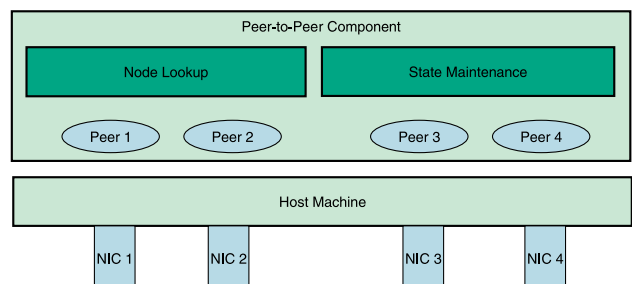 Peer-to-Peer Component
Node Lookup
State Maintenance
Peer 1
Peer 2
Peer 3
Peer 4
Host Machine
NIC 1
NIC 2
NIC 3
NIC 4